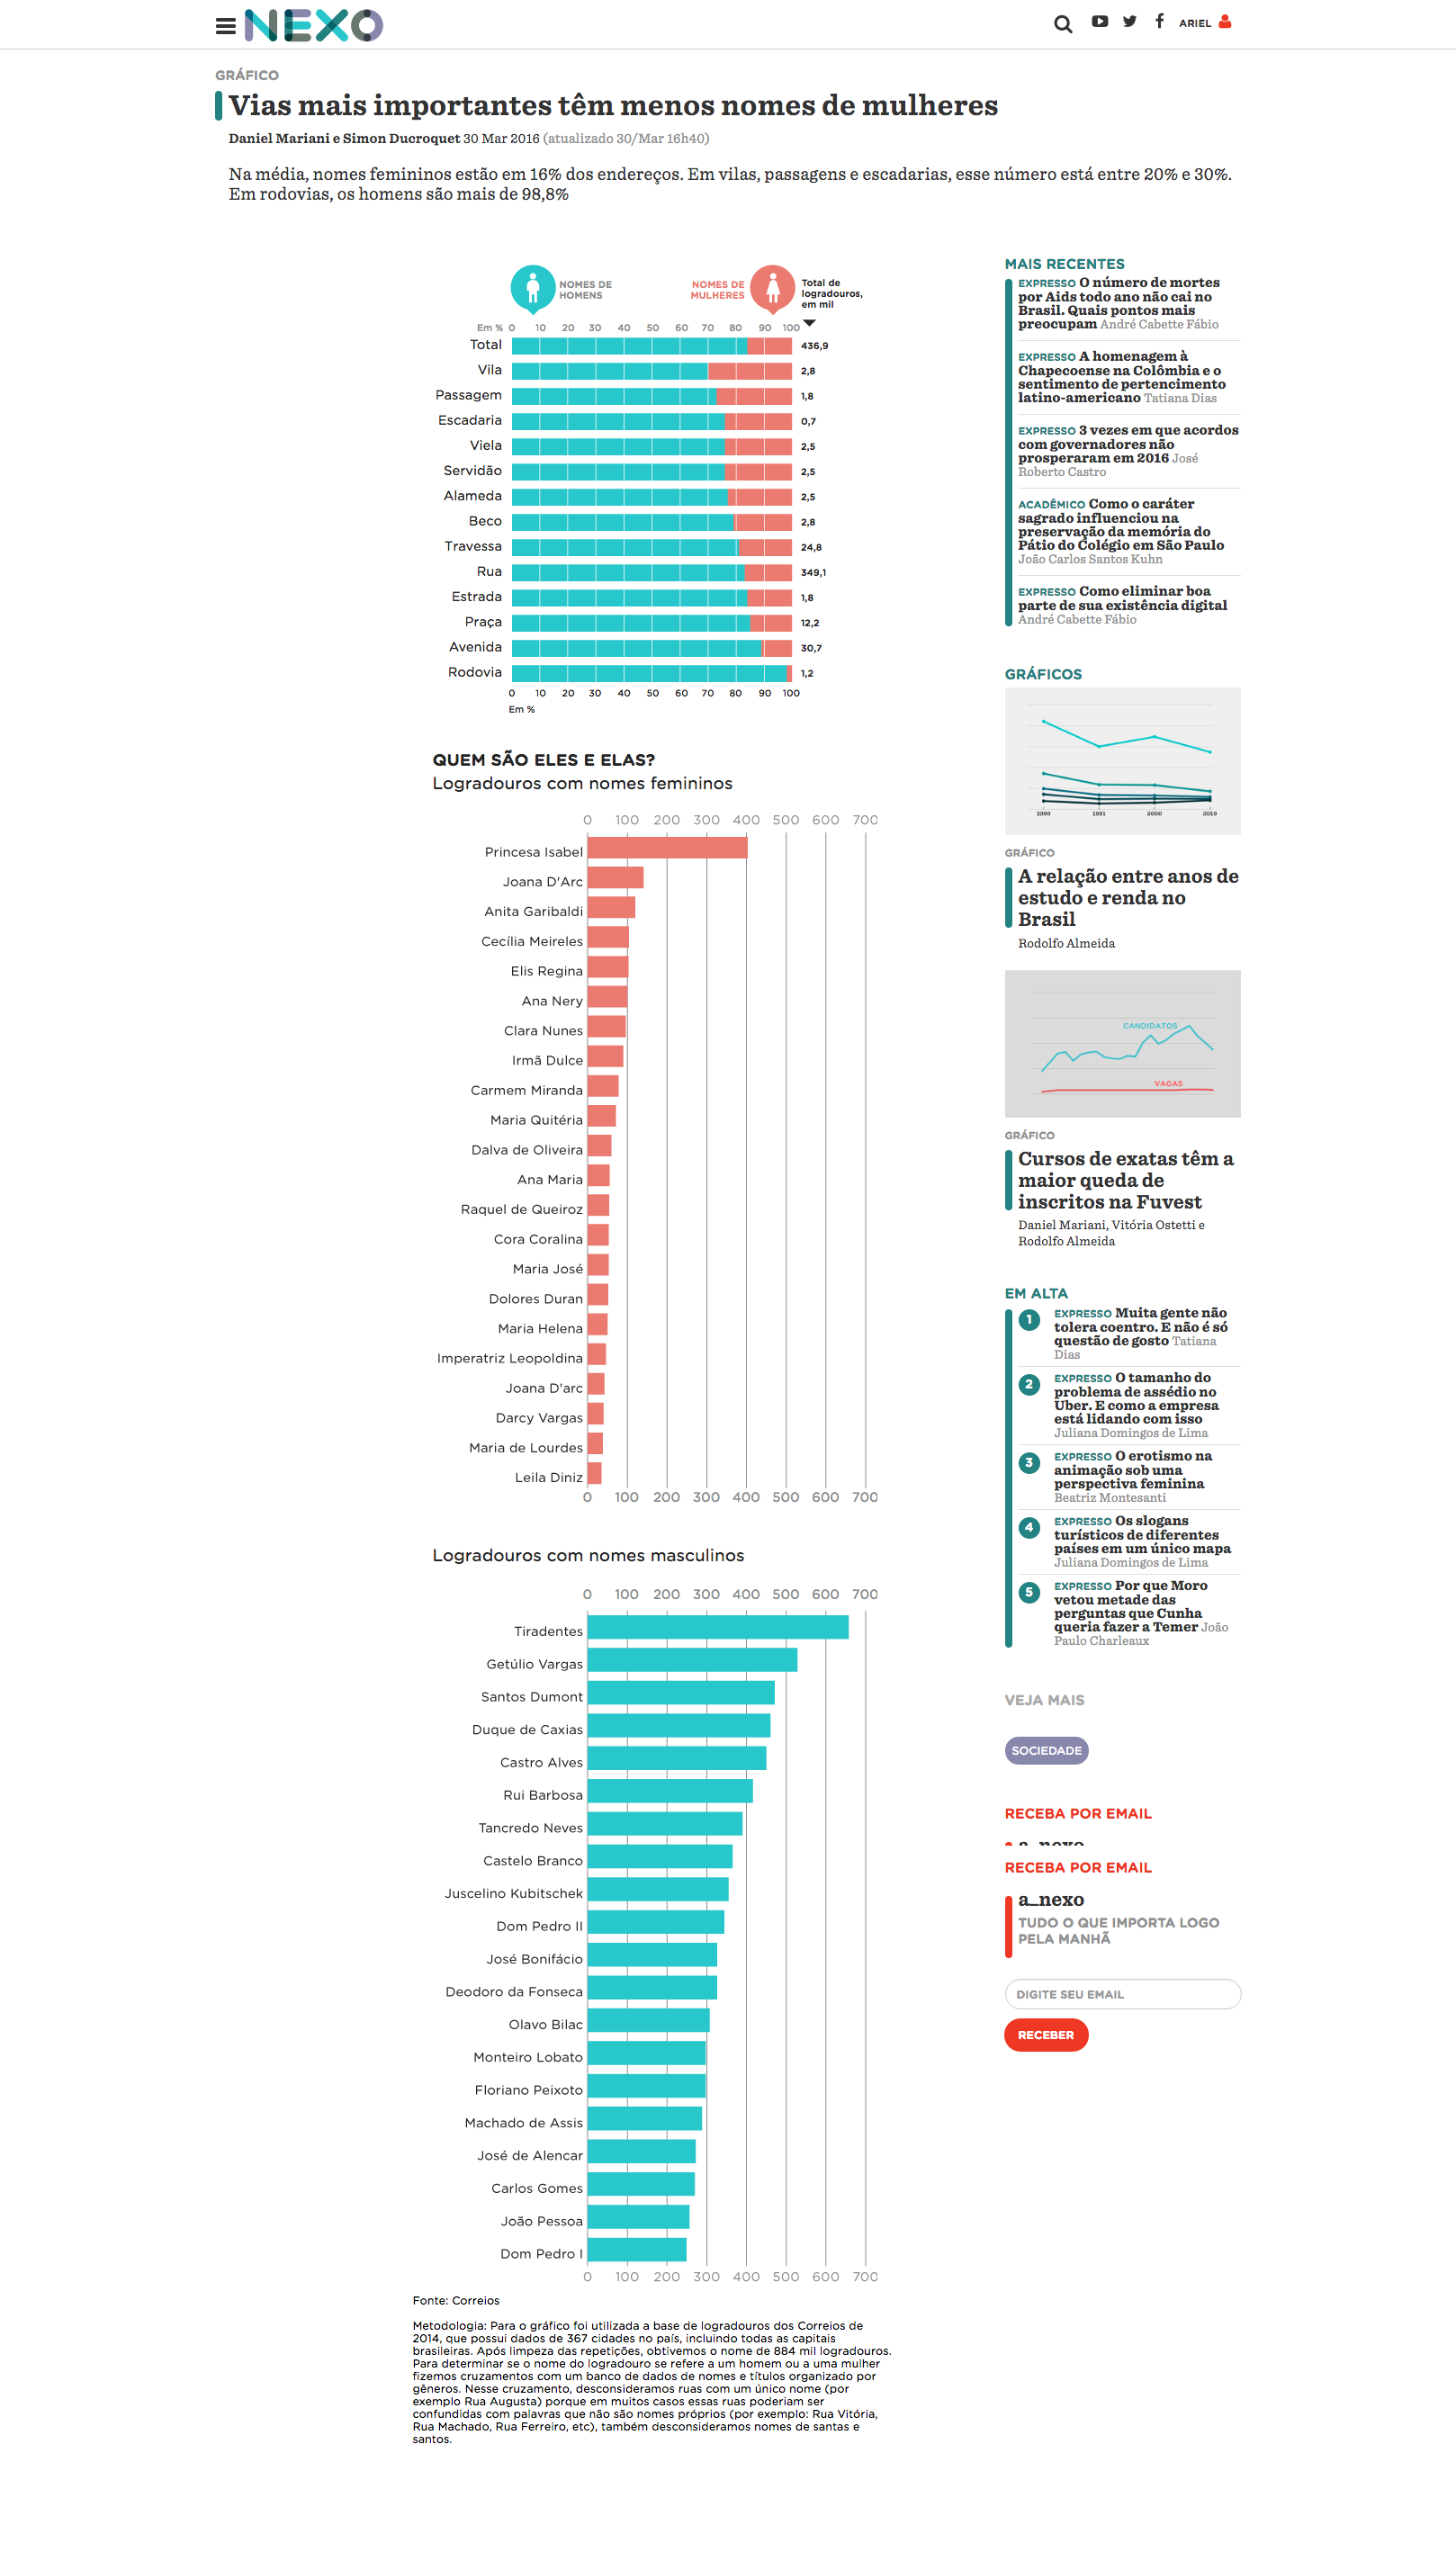 NEXO
ARIEL
GRÁFICO
Vias mais importantes têm menos nomes de mulheres
Daniel Mariani e Simon Ducroquet 30 Mar 2016 (atualizado 30/Mar 16h40)
Na média, nomes femininos estão em 16% dos endereços. Em vilas, passagens e escadarias, esse número está entre 20% e 30%.
Em rodovias, os homens são mais de 98,8%
NOMES DE
HOMENS
NOMES DE
MULHERES
Total de
logradouros,
em mil
Em % 0 10 20 30 40 50 60 70 80 90 100
Total 436,9
Vila 2,8
Passagem 1,8
Escadaria 0,7
Viela 2,5
Servidão 2,5
Alameda 2,5
Beco 2,8
Travessa 24,8
Rua 349,1
Estrada 1,8
Praça 12,2
Avenida 30,7
Rodovia 1,2
0 10 20 30 40 50 60 70 80 90 100
Em %
QUEM SÃO ELES E ELAS?
Logradouros com nomes femininos
0 100 200 300 400 500 600 700
Princesa Isabel
Joana D'Arc
Anita Garibaldi
Cecília Meireles
Elis Regina
Ana Nery
Clara Nunes
Irmã Dulce
Carmem Miranda
Maria Quitéria
Dalva de Oliveira
Ana Maria
Raquel de Queiroz
Cora Coralina
Maria José
Dolores Duran
Maria Helena
Imperatriz Leopoldina
Joana D'arc
Darcy Vargas
Maria de Lourdes
Leila Diniz
0 100 200 300 400 500 600 700
Logradouros com nomes masculinos
0 100 200 300 400 500 600 700
Tiradentes
Getúlio Vargas
Santos Dumont
Duque de Caxias
Castro Alves
Rui Barbosa
Tancredo Neves
Castelo Branco
Juscelino Kubitschek
Dom Pedro II
José Bonifácio
Deodoro da Fonseca
Olavo Bilac
Monteiro Lobato
Floriano Peixoto
Machado de Assis
José de Alencar
Carlos Gomes
João Pessoa
Dom Pedro I
0 100 200 300 400 500 600 700
Fonte: Correios
Metodologia: Para o gráfico foi utilizada a base de logradouros dos Correios de
2014, que possui dados de 367 cidades no país, incluindo todas as capitais
brasileiras. Após limpeza das repetições, obtivemos o nome de 884 mil logradouros.
Para determinar se o nome do logradouro se refere a um homem ou a uma mulher
fizemos cruzamentos com um banco de dados de nomes e títulos organizado por
gêneros. Nesse cruzamento, desconsideramos ruas com um único nome (por
exemplo Rua Augusta) porque em muitos casos essas ruas poderiam ser
confundidas com palavras que não são nomes próprios (por exemplo: Rua Vitória,
Rua Machado, Rua Ferreiro, etc), também desconsideramos nomes de santas e
santos.
MAIS RECENTES
EXPRESSO O número de mortes
por Aids todo ano não cai no
Brasil. Quais pontos mais
preocupam André Cabette Fábio
EXPRESSO A homenagem à
Chapecoense na Colômbia e o
sentimento de pertencimento
latino-americano Tatiana Dias
EXPRESSO 3 vezes em que acordos
com governadores não
prosperaram em 2016 José
Roberto Castro
ACADÊMICO Como o caráter
sagrado influenciou na
preservação da memória do
Pátio do Colégio em São Paulo
João Carlos Santos Kuhn
EXPRESSO Como eliminar boa
parte de sua existência digital
André Cabette Fábio
GRÁFICOS
1980 1991 2000 2010
GRÁFICO
A relação entre anos de
estudo e renda no
Brasil
Rodolfo Almeida
CANDIDATOS
VAGAS
GRÁFICO
Cursos de exatas têm a
maior queda de
inscritos na Fuvest
Daniel Mariani, Vitória Ostetti e
Rodolfo Almeida
EM ALTA
1 EXPRESSO Muita gente não
tolera coentro. E não é só
questão de gosto Tatiana
Dias
2 EXPRESSO O tamanho do
problema de assédio no
Uber. E como a empresa
está lidando com isso
Juliana Domingos de Lima
3 EXPRESSO O erotismo na
animação sob uma
perspectiva feminina
Beatriz Montesanti
4 EXPRESSO Os slogans
turísticos de diferentes
países em um único mapa
Juliana Domingos de Lima
5 EXPRESSO Por que Moro
vetou metade das
perguntas que Cunha
queria fazer a Temer João
Paulo Charleaux
VEJA MAIS
SOCIEDADE
RECEBA POR EMAIL
a_nexo
RECEBA POR EMAIL
a_nexo
TUDO O QUE IMPORTA LOGO
PELA MANHÃ
DIGITE SEU EMAIL
RECEBER